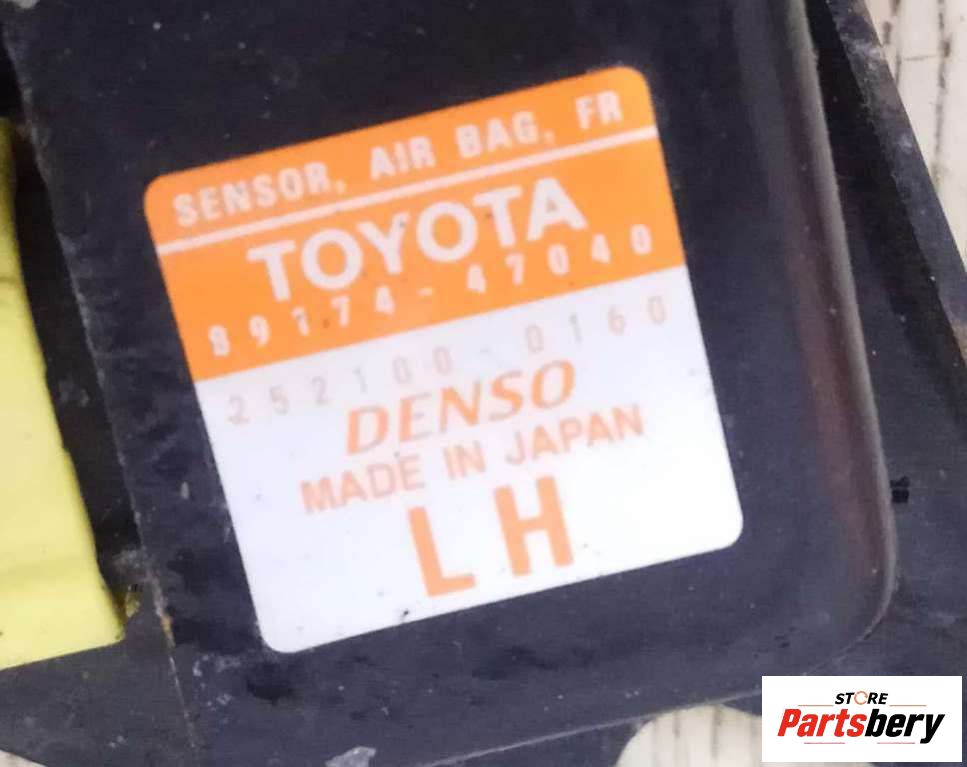 SENSOR, AIR BAG, FR
TOYOTA
89174-47040
252100-0160
DENSO
MADE IN JAPAN
LH
STORE
Partsbery